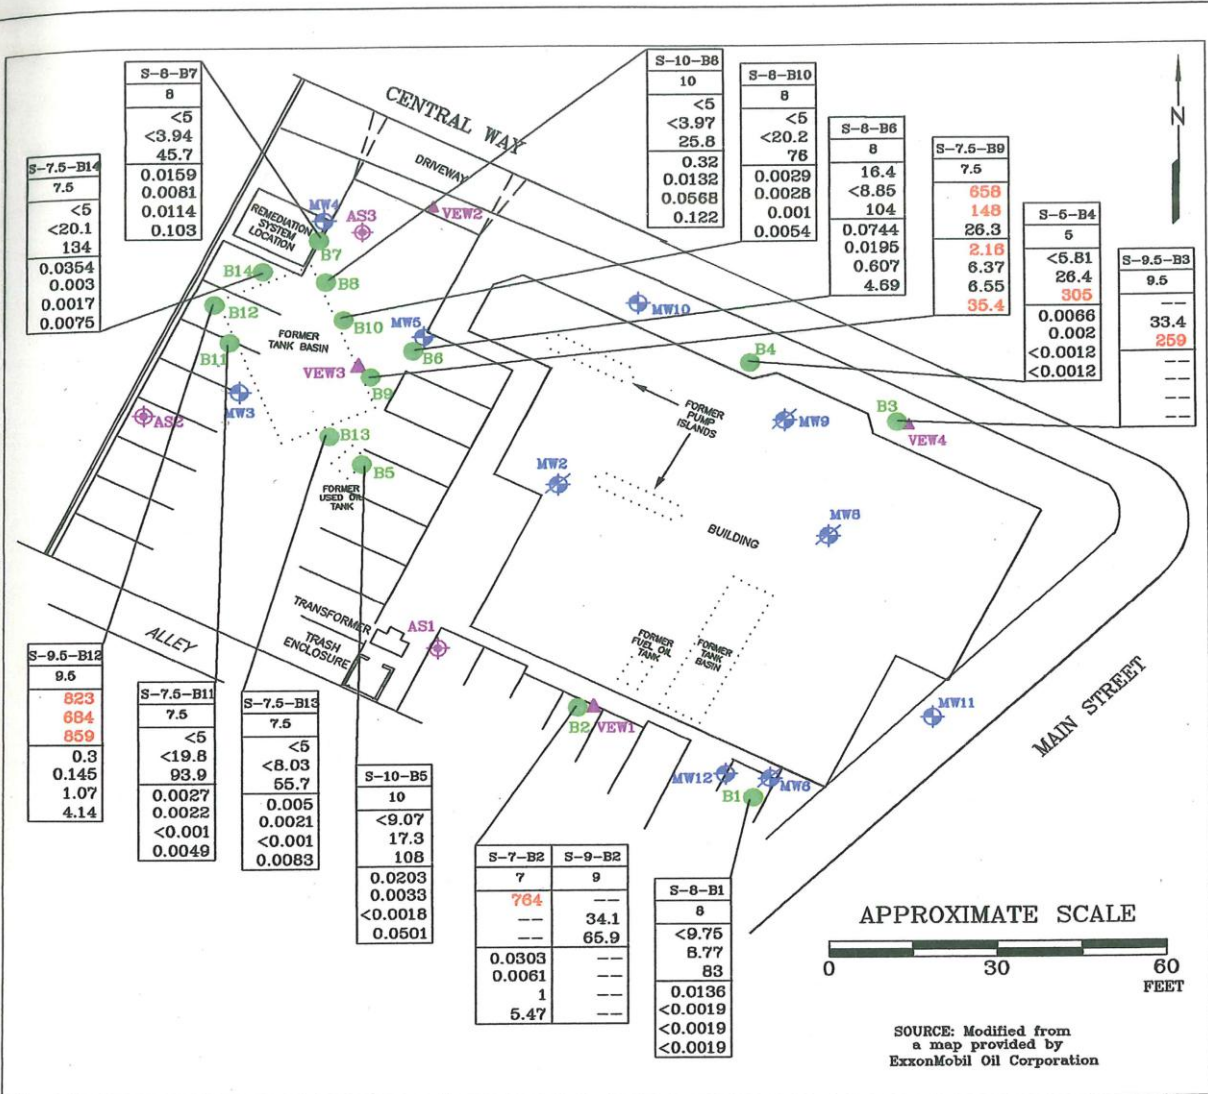 S-8-B7
8
<5
<3.94
45.7
0.0159
0.0081
0.0114
0.103
S-7.5-B14
7.5
<5
<20.1
134
0.0354
0.003
0.0017
0.0075
S-10-B8
10
<5
<3.97
25.8
0.32
0.0132
0.0568
0.122
S-8-B10
8
<5
<20.2
76
0.0029
0.0028
0.001
0.0054
S-8-B6
8
16.4
<8.85
104
0.0744
0.0195
0.607
4.69
S-7.5-B9
7.5
658
148
26.3
2.16
6.37
6.55
35.4
S-5-B4
5
<5.81
26.4
305
0.0066
0.002
<0.0012
<0.0012
S-9.5-B3
9.5
--
33.4
259
--
--
--
--
N
CENTRAL WAY
DRIVEWAY
REMEDIATION
SYSTEM
LOCATION
MW4
AS3
VEW2
B7
B14
B8
B12
B10
FORMER
TANK BASIN
MW5
B6
B11
VEW3
B9
MW3
AS2
B13
B5
FORMER
USED OIL
TANK
MW10
B4
FORMER
PUMP
ISLANDS
MW9
B3
VEW4
MW2
MW8
BUILDING
TRANSFORMER
TRASH
ENCLOSURE
ALLEY
AS1
FORMER
FUEL OIL
TANK
FORMER
TANK
BASIN
B2
VEW1
MW12
MW6
B1
MW11
MAIN STREET
S-9.5-B12
9.5
823
684
859
0.3
0.145
1.07
4.14
S-7.5-B11
7.5
<5
<19.8
93.9
0.0027
0.0022
<0.001
0.0049
S-7.5-B13
7.5
<5
<8.03
55.7
0.005
0.0021
<0.001
0.0083
S-10-B5
10
<9.07
17.3
108
0.0203
0.0033
<0.0018
0.0501
S-7-B2 S-9-B2
7 9
764 --
-- 34.1
-- 65.9
0.0303 --
0.0061 --
1 --
5.47 --
S-8-B1
8
<9.75
8.77
83
0.0136
<0.0019
<0.0019
<0.0019
APPROXIMATE SCALE
0 30 60
FEET
SOURCE: Modified from
a map provided by
ExxonMobil Oil Corporation